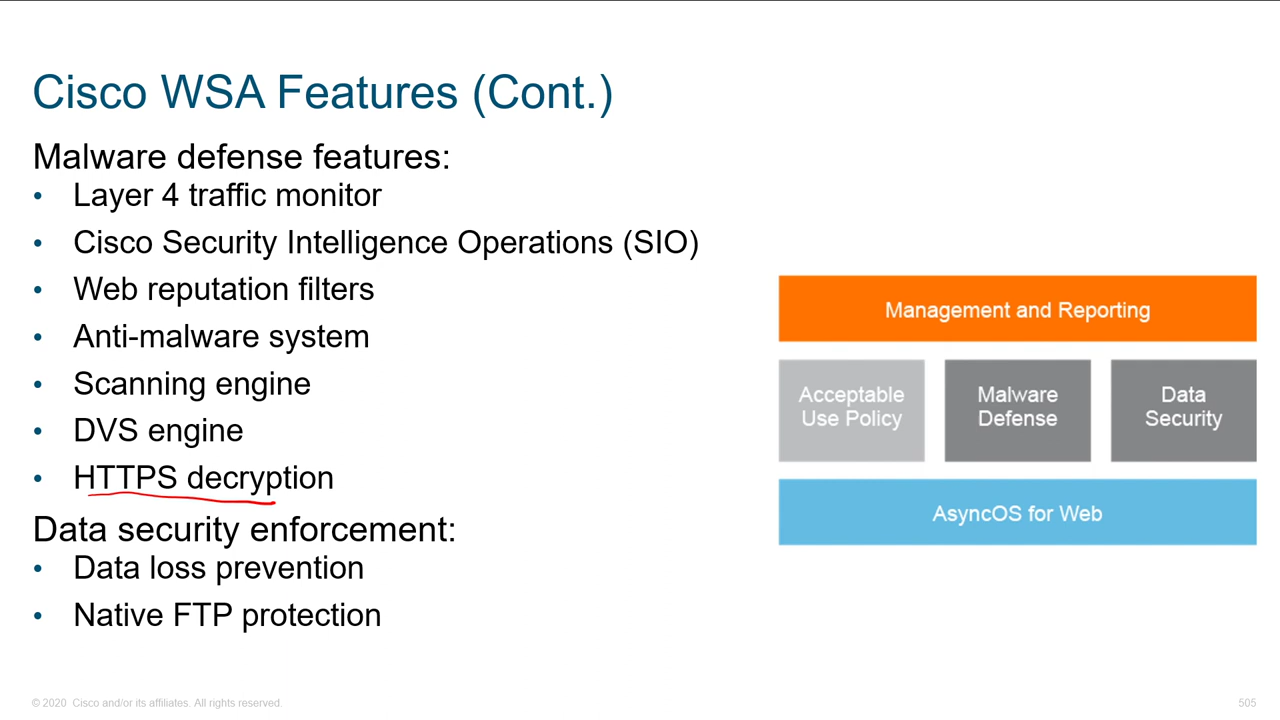 Cisco WSA Features (Cont.)
Malware defense features:
• Layer 4 traffic monitor
• Cisco Security Intelligence Operations (SIO)
• Web reputation filters
• Anti-malware system
• Scanning engine
• DVS engine
• HTTPS decryption
Data security enforcement:
• Data loss prevention
• Native FTP protection
Management and Reporting
Acceptable
Use Policy
Malware
Defense
Data
Security
AsyncOS for Web
© 2020 Cisco and/or its affiliates. All rights reserved.
505